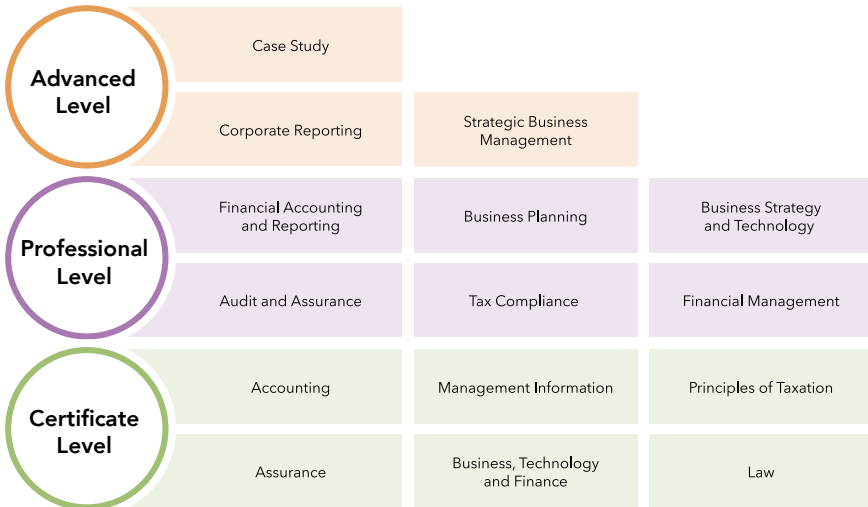 Advanced
Level
Case Study
Corporate Reporting
Strategic Business
Management
Professional
Level
Financial Accounting
and Reporting
Business Planning
Business Strategy
and Technology
Audit and Assurance
Tax Compliance
Financial Management
Certificate
Level
Accounting
Management Information
Principles of Taxation
Assurance
Business, Technology
and Finance
Law